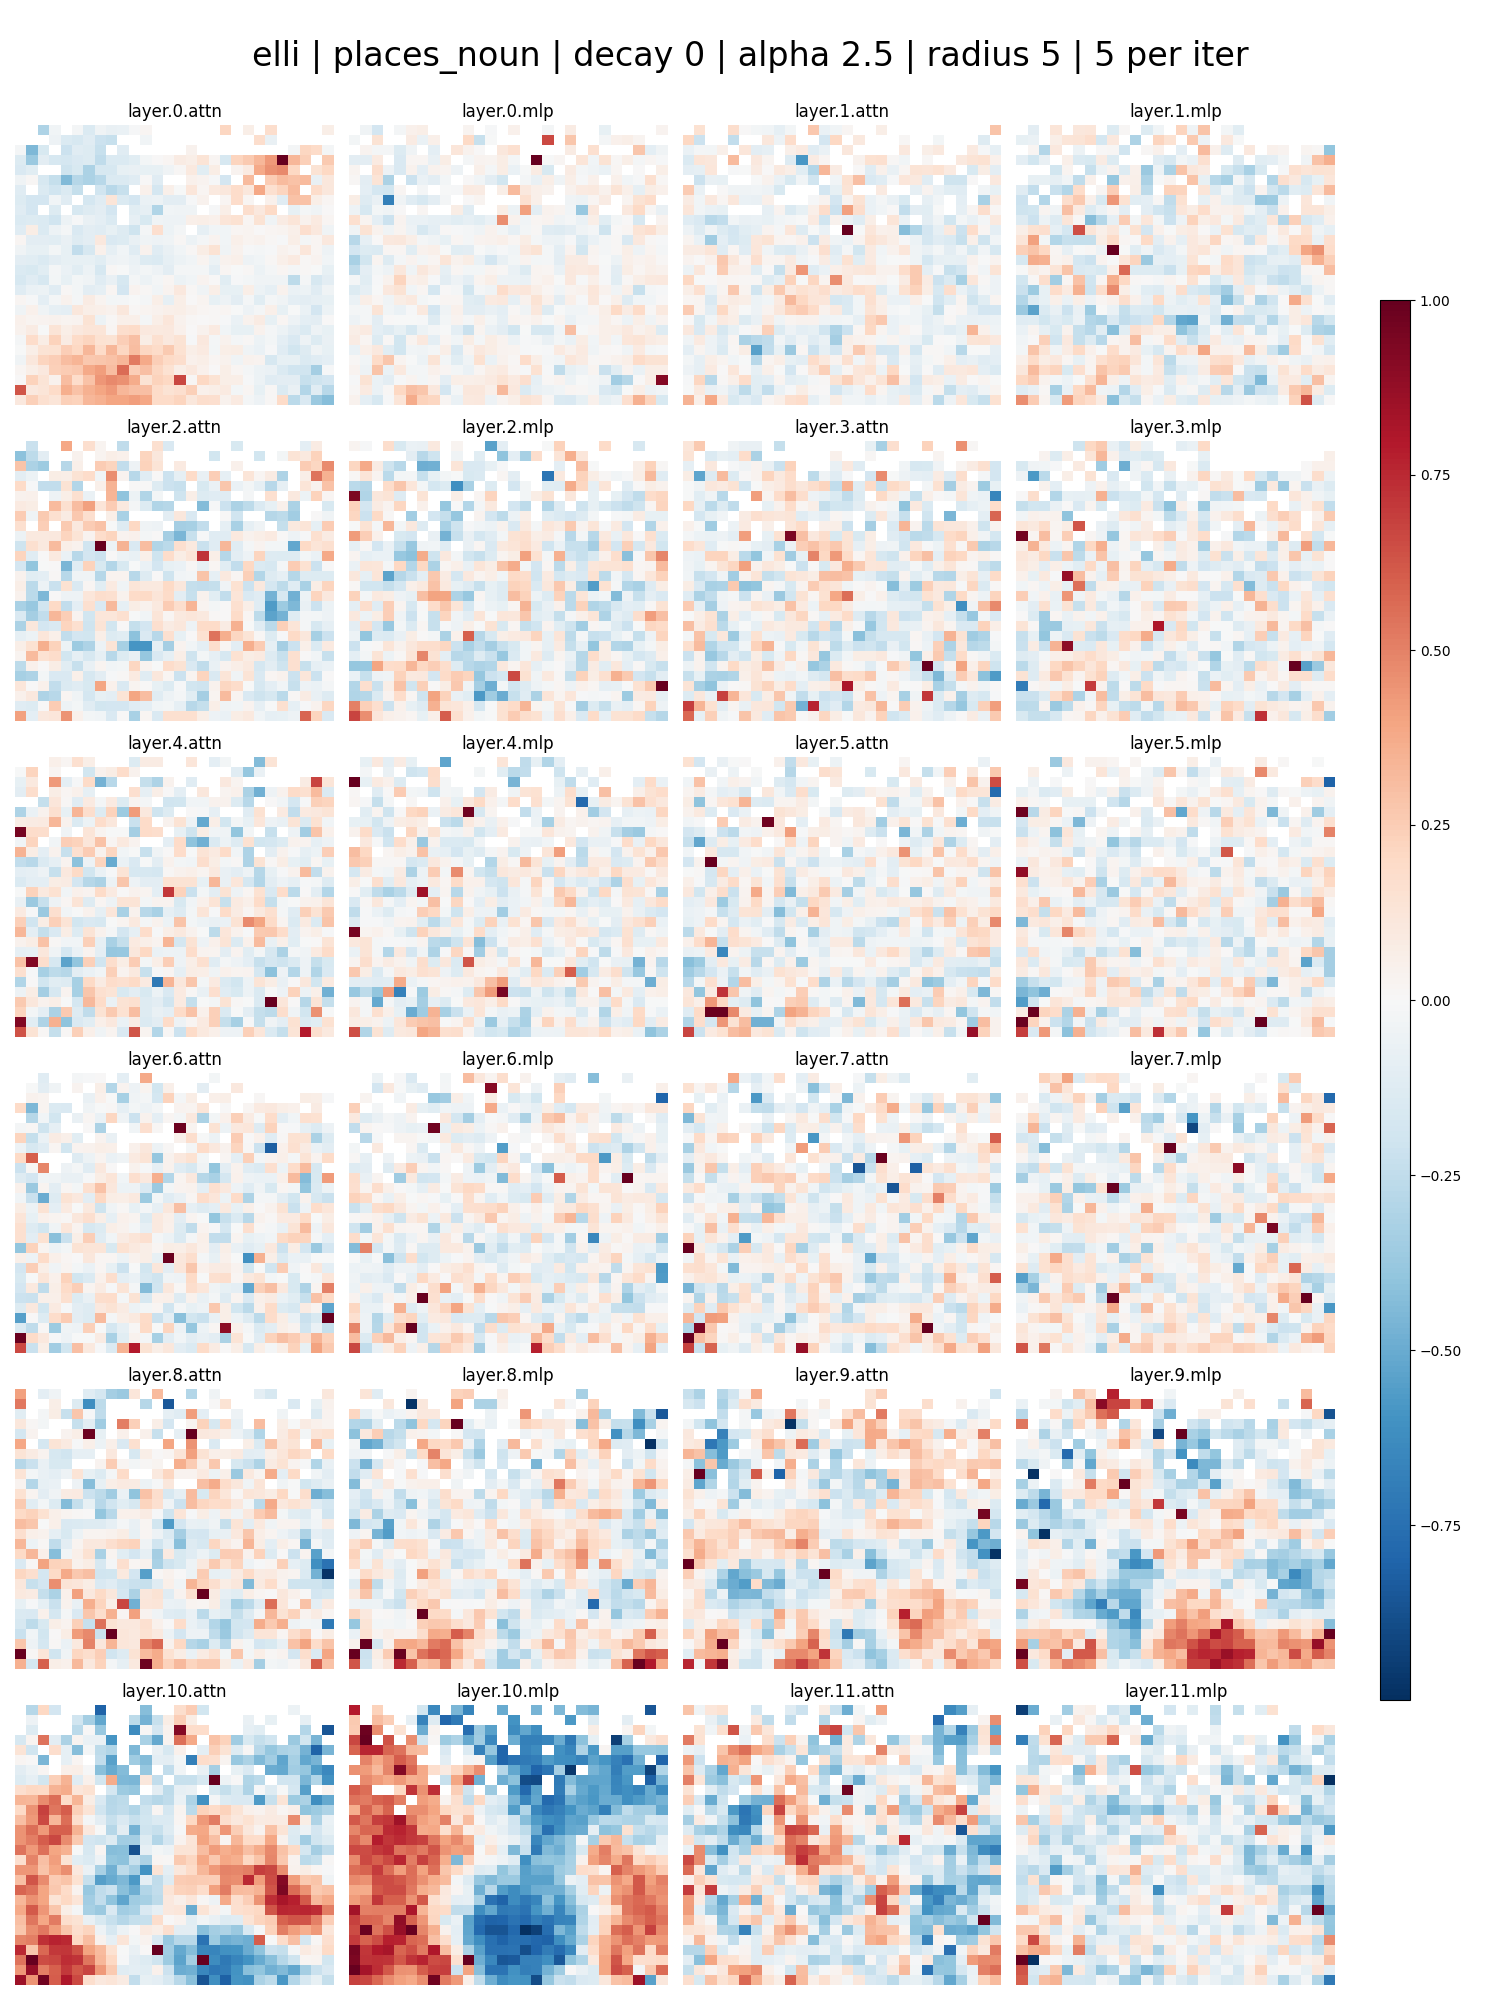 elli | places_noun | decay 0 | alpha 2.5 | radius 5 | 5 per iter
layer.0.attn
layer.0.mlp
layer.1.attn
layer.1.mlp
layer.2.attn
layer.2.mlp
layer.3.attn
layer.3.mlp
layer.4.attn
layer.4.mlp
layer.5.attn
layer.5.mlp
layer.6.attn
layer.6.mlp
layer.7.attn
layer.7.mlp
layer.8.attn
layer.8.mlp
layer.9.attn
layer.9.mlp
layer.10.attn
layer.10.mlp
layer.11.attn
layer.11.mlp
1.00
0.75
0.50
0.25
0.00
−0.25
−0.50
−0.75